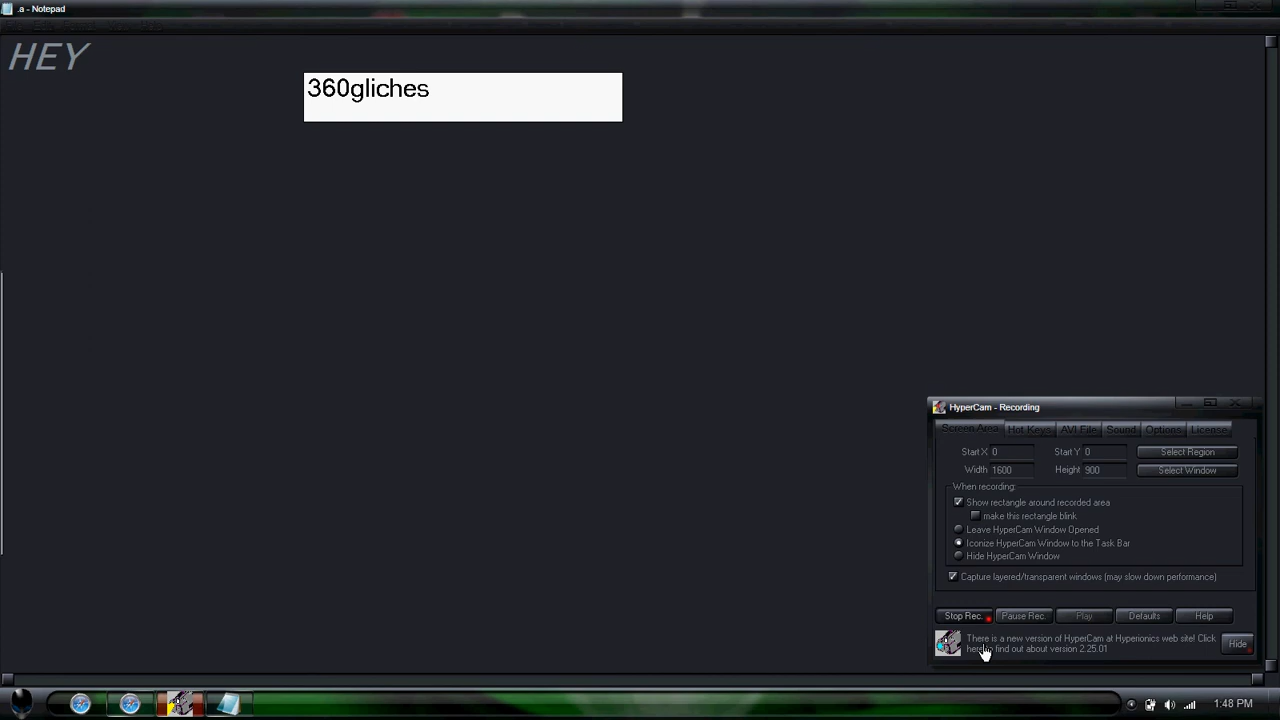 .a - Notepad
HEY
360gliches
HyperCam - Recording
Screen Area Hot Keys AVI File Sound Options License
Start X 0 Start Y 0 Select Region
Width 1600 Height 900 Select Window
When recording:
Show rectangle around recorded area
make this rectangle blink
Leave HyperCam Window Opened
Iconize HyperCam Window to the Task Bar
Hide HyperCam Window
Capture layered/transparent windows (may slow down performance)
Stop Rec. Pause Rec. Play Defaults Help
There is a new version of HyperCam at Hyperionics web site! Click
here to find out about version 2.25.01
Hide
1:48 PM